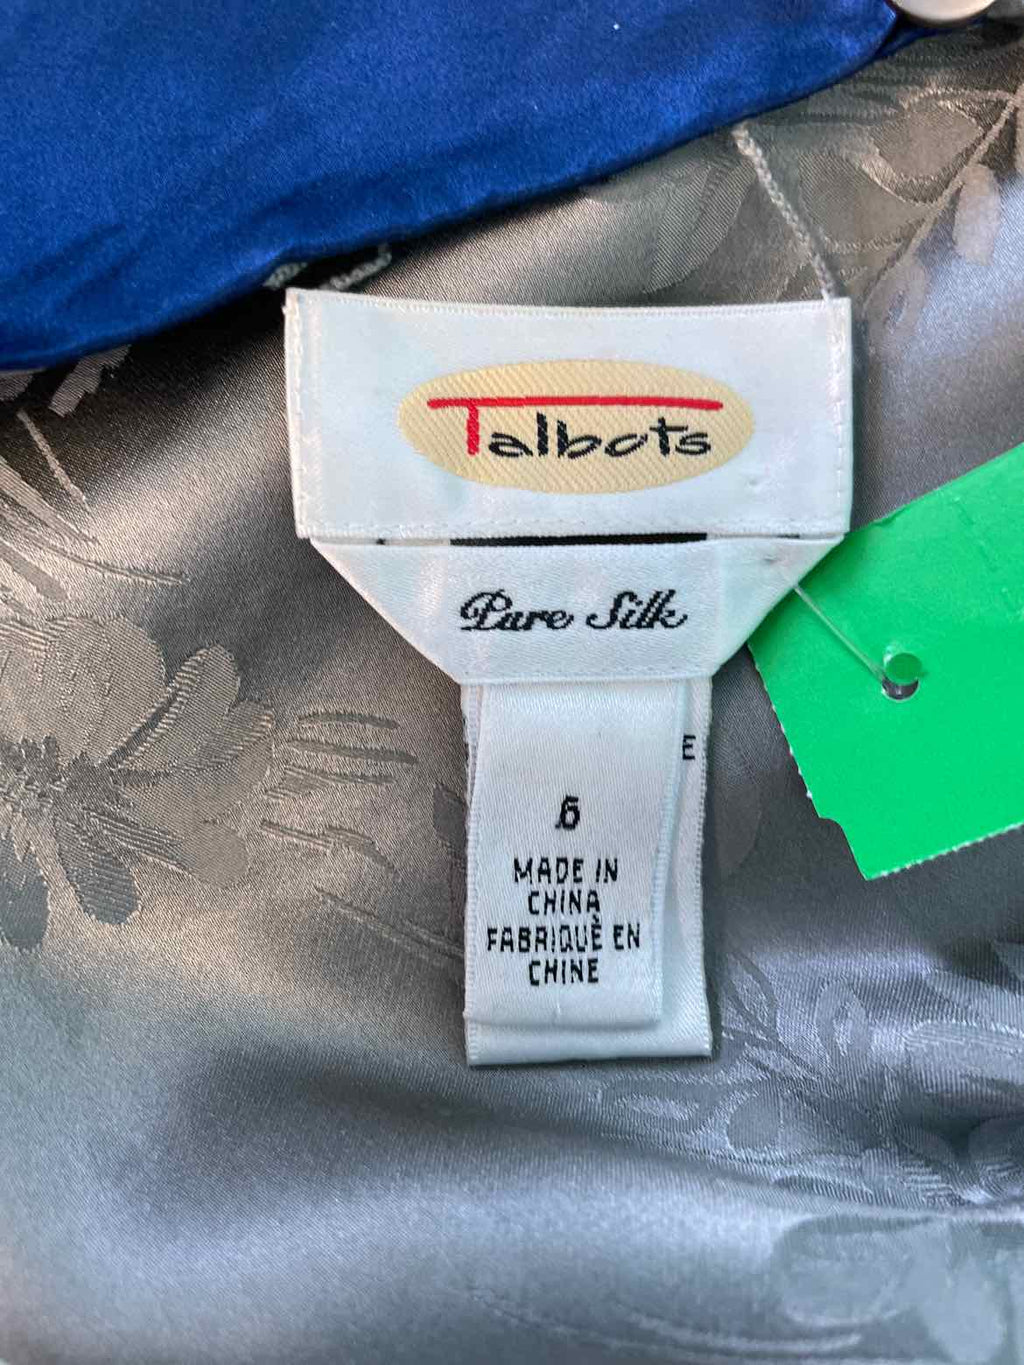 Talbots
Pure Silk
E
6
MADE IN
CHINA
FABRIQUÈ EN
CHINE